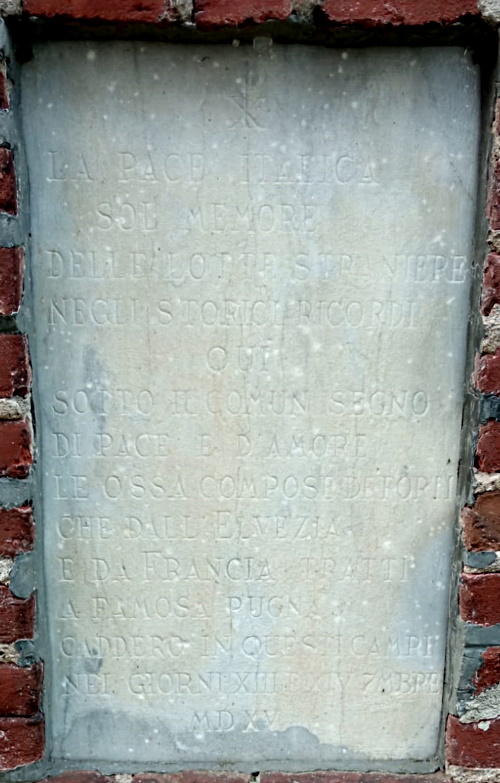 LA PACE ITALICA
SOL MEMORE
DELLE LOTTE STRANIERE
NEGLI STORICI RICORDI
QUI
SOTTO IL COMUN SEGNO
DI PACE E D'AMORE
LE OSSA COMPOSE DE FORTI
CHE DALL'ELVEZIA
E DA FRANCIA TRATTI
A FAMOSA PUGNA
CADDERO IN QUESTI CAMPI
NEI GIORNI XIII E XIV 7MBRE
MDXV